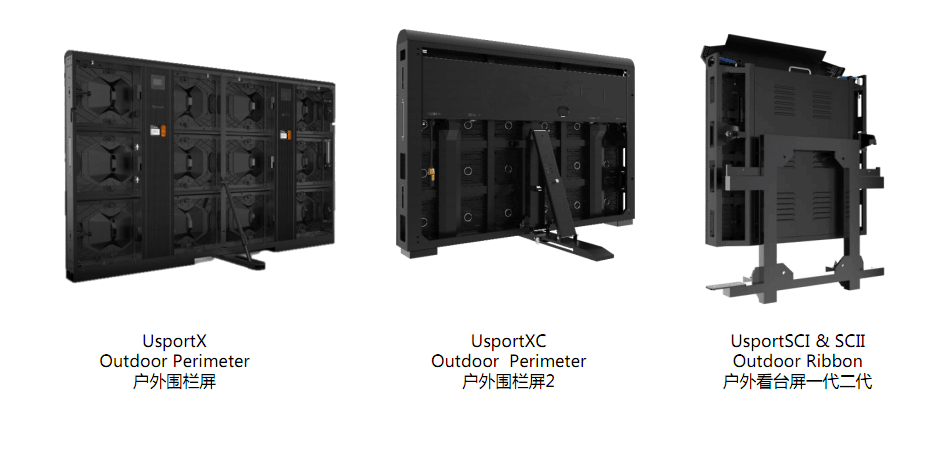 UsportX
Outdoor Perimeter
户外围栏屏
UsportXC
Outdoor  Perimeter
户外围栏屏2
UsportSCI & SCII
Outdoor Ribbon
户外看台屏一代二代